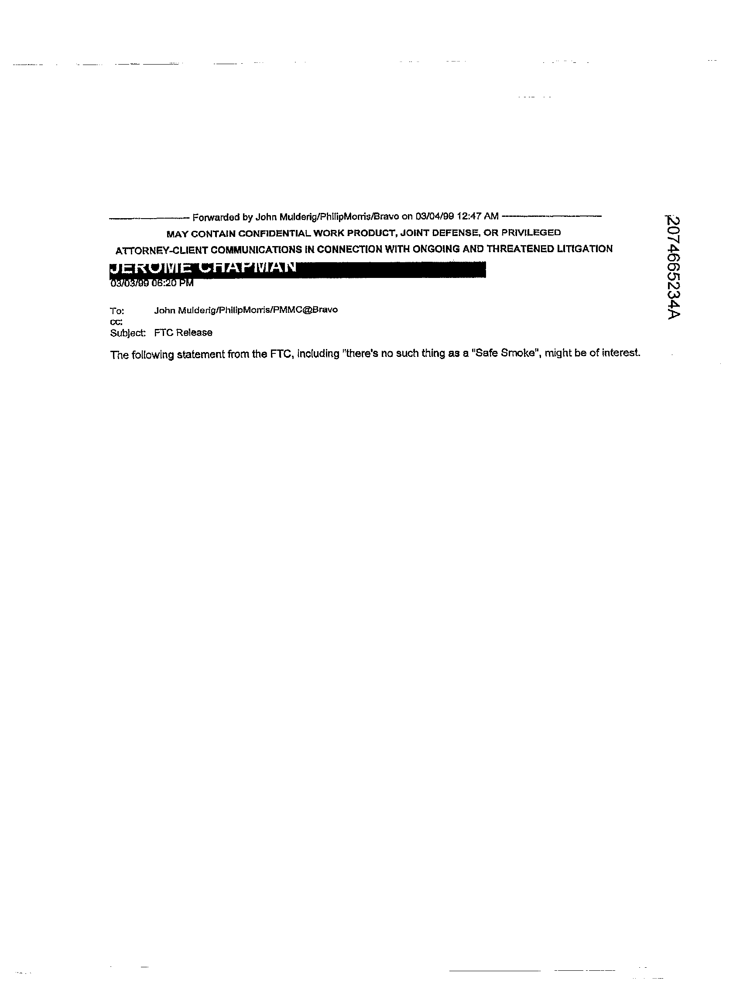 Forwarded by John Mulderig/PhilipMorris/Bravo on 03/04/99 12:47 AM
MAY CONTAIN CONFIDENTIAL WORK PRODUCT, JOINT DEFENSE, OR PRIVILEGED
ATTORNEY-CLIENT COMMUNICATIONS IN CONNECTION WITH ONGOING AND THREATENED LITIGATION
JEROME CHAPMAN
03/03/99 06:20 PM
To: John Mulderig/PhilipMorris/PMMC@Bravo
cc:
Subject: FTC Release
The following statement from the FTC, including "there's no such thing as a "Safe Smoke", might be of interest.
2074665234A